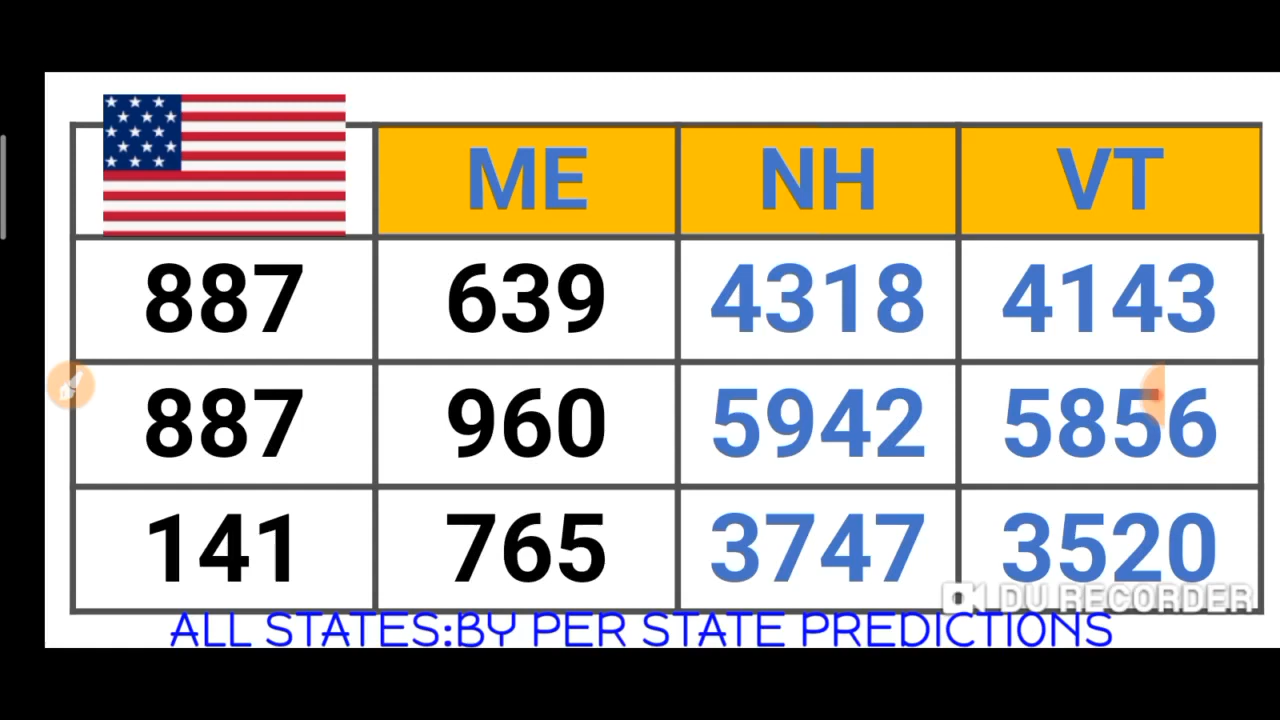 ME NH VT
887 639 4318 4143
887 960 5942 5856
141 765 3747 3520
DU RECORDER
ALL STATES:BY PER STATE PREDICTIONS